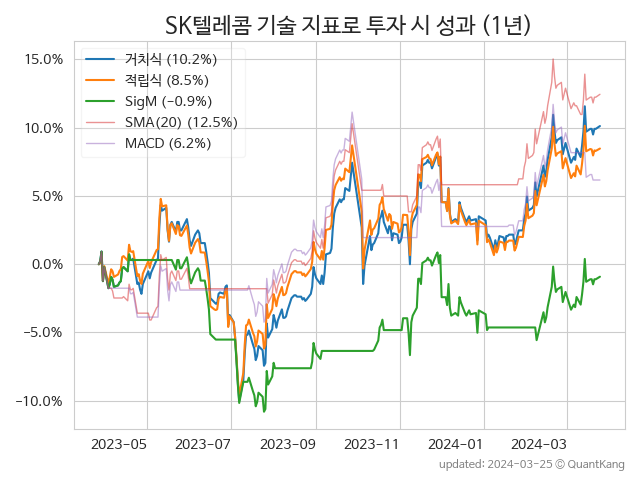 SK텔레콤 기술 지표로 투자 시 성과 (1년)
15.0%
10.0%
5.0%
0.0%
−5.0%
−10.0%
거치식 (10.2%)
적립식 (8.5%)
SigM (−0.9%)
SMA(20) (12.5%)
MACD (6.2%)
2023-05
2023-07
2023-09
2023-11
2024-01
2024-03
updated: 2024-03-25 © QuantKang